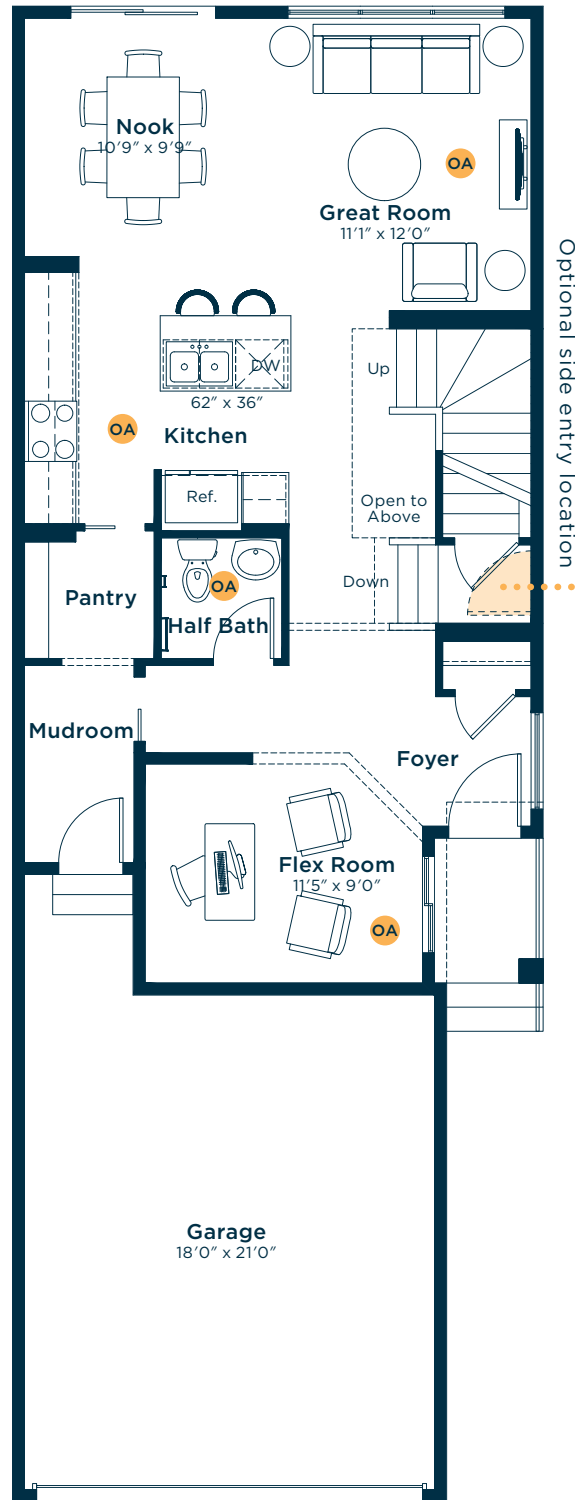 Nook
10'9" x 9'9"
OA
Great Room
11'1" x 12'0"
Optional side entry location
DW
Up
62" x 36"
OA
Kitchen
Ref.
Open to
Above
Down
OA
Pantry
Half Bath
Mudroom
Foyer
Flex Room
11'5" x 9'0"
OA
Garage
18'0" x 21'0"